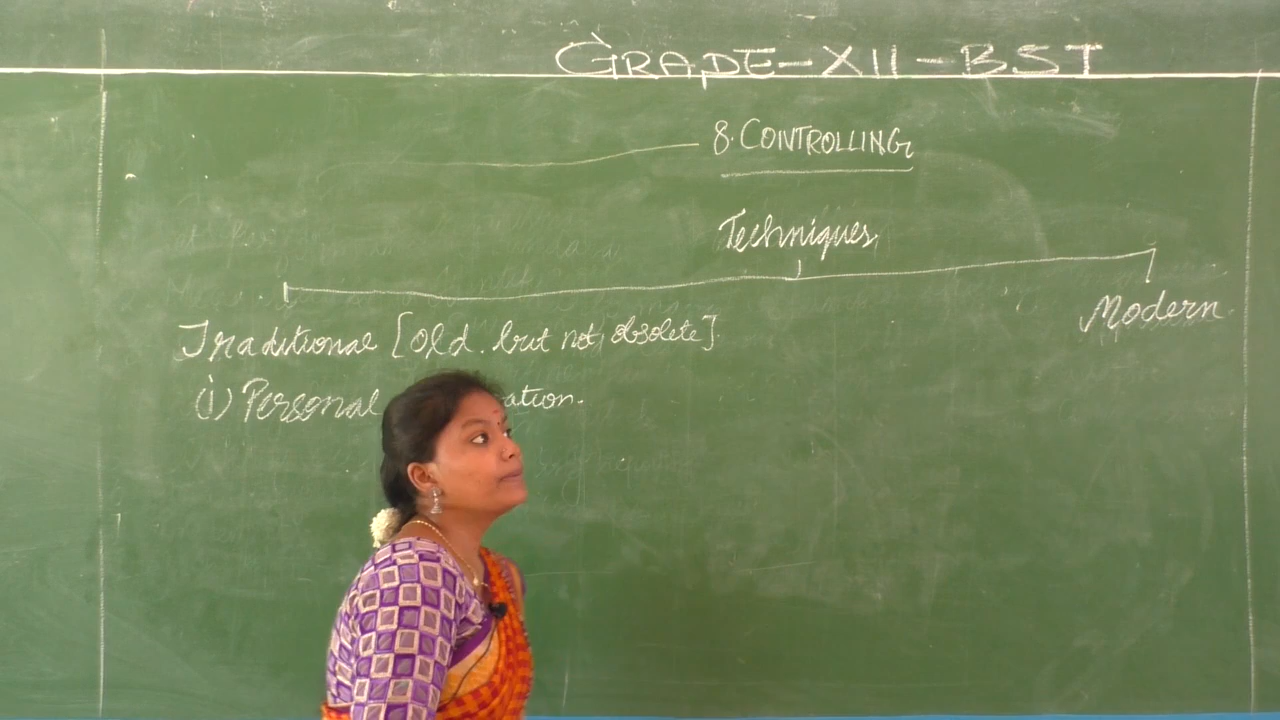 GRADE-XII-BST
8. CONTROLLING
Techniques
Traditional [Old. but not obsolete].
Modern.
(i) Personal ation.